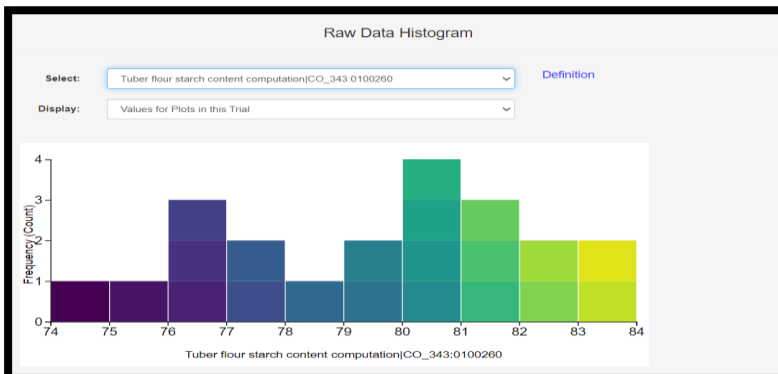 Raw Data Histogram
Select: Tuber flour starch content computation|CO_343:0100260 Definition
Display: Values for Plots in this Trial
Frequency (Count)
4
3
2
1
0
74 75 76 77 78 79 80 81 82 83 84
Tuber flour starch content computation|CO_343:0100260